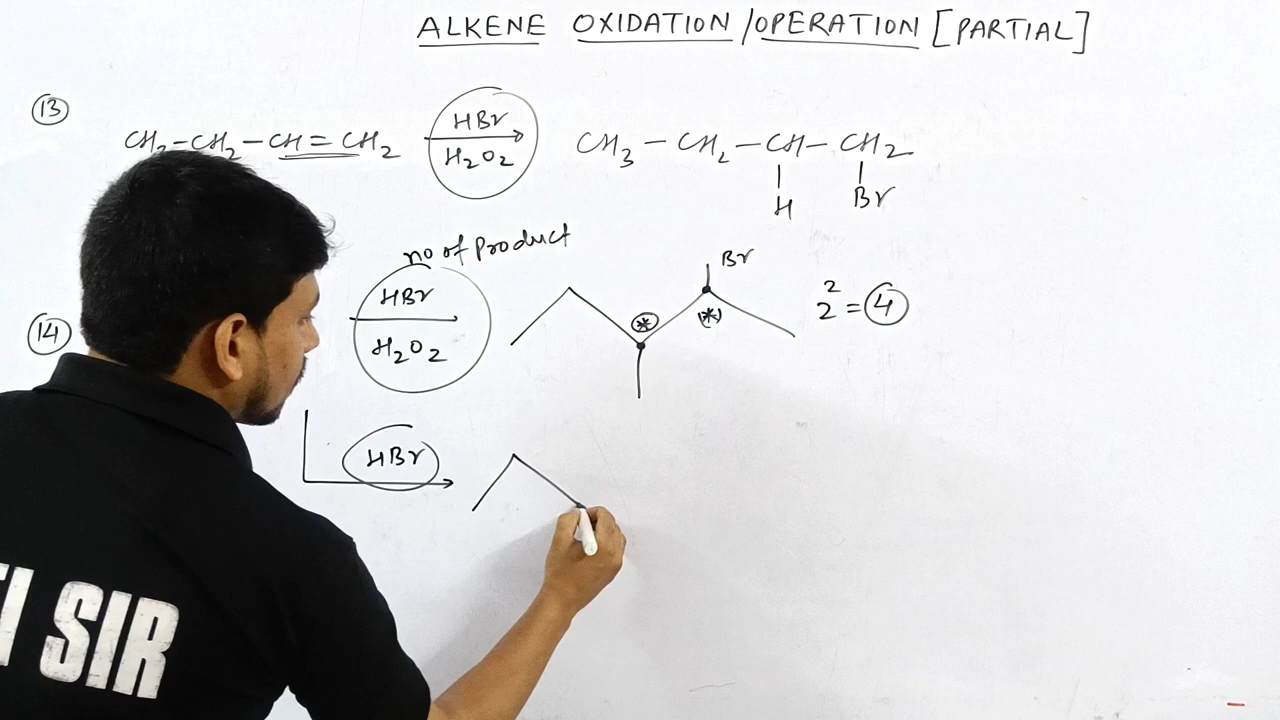 ALKENE OXIDATION/OPERATION [PARTIAL]
13
CH3-CH2-CH=CH2 HBr H2O2 CH3-CH2-CH-CH2
H Br
no of Product
14
HBr
H2O2
Br
* (*)
2² = 4
HBr
SIR